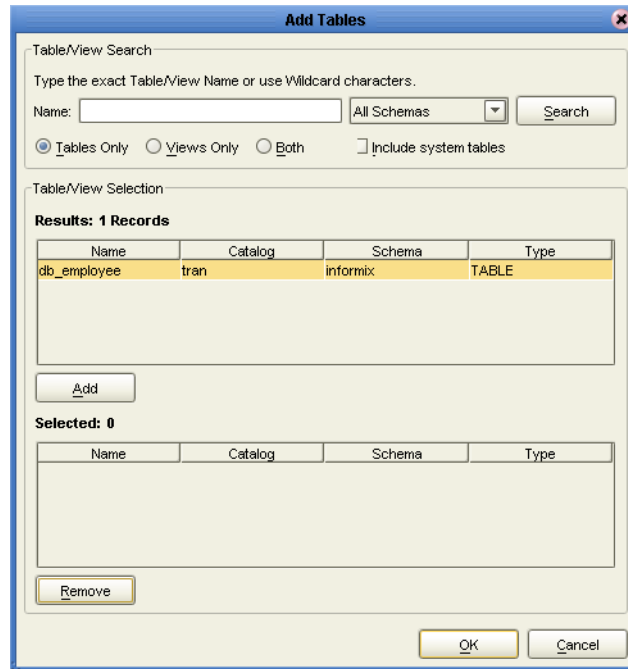 Add Tables
Table/View Search
Type the exact Table/View Name or use Wildcard characters.
Name: All Schemas Search
Tables Only Views Only Both Include system tables
Table/View Selection
Results: 1 Records
Name Catalog Schema Type
db_employee tran informix TABLE
Add
Selected: 0
Name Catalog Schema Type
Remove
OK Cancel